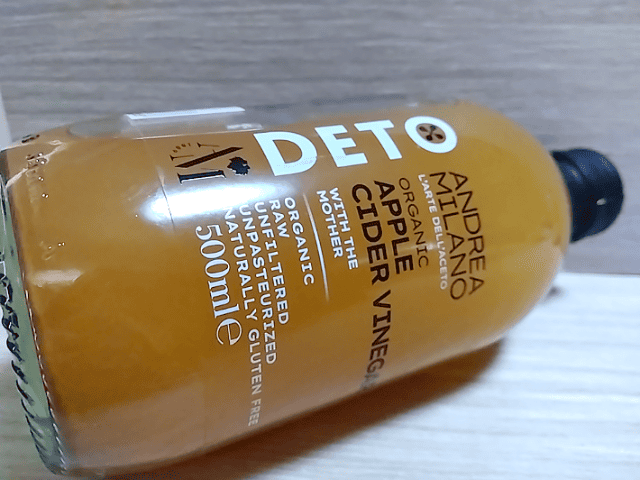 ANDREA
MILANO
L'ARTE DELL'ACETO
ORGANIC
APPLE
CIDER VINEGA
WITH THE
MOTHER
ORGANIC
RAW
UNFILTERED
UNPASTEURIZED
NATURALLY GLUTEN FREE
500ml e
DETO